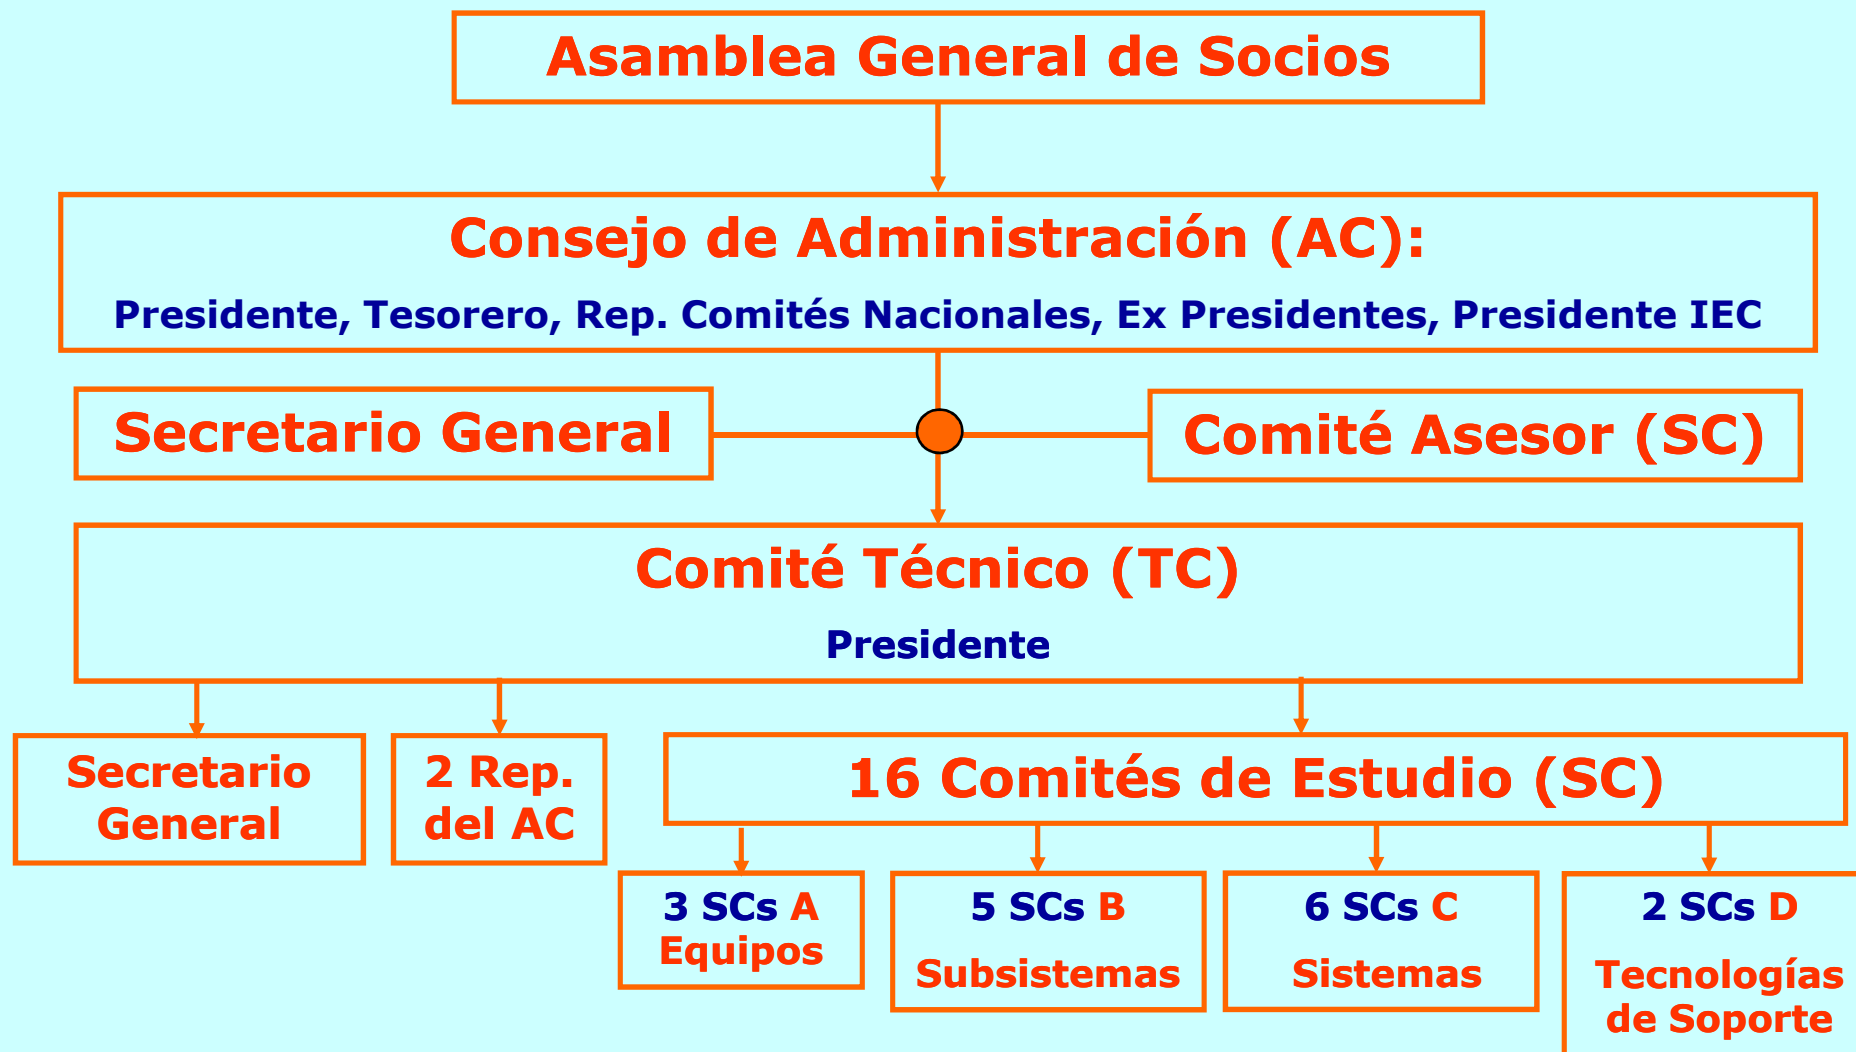 Asamblea General de Socios
Consejo de Administración (AC):
Presidente, Tesorero, Rep. Comités Nacionales, Ex Presidentes, Presidente IEC
Secretario General
Comité Asesor (SC)
Comité Técnico (TC)
Presidente
Secretario
General
2 Rep.
del AC
16 Comités de Estudio (SC)
3 SCs A
Equipos
5 SCs B
Subsistemas
6 SCs C
Sistemas
2 SCs D
Tecnologías
de Soporte